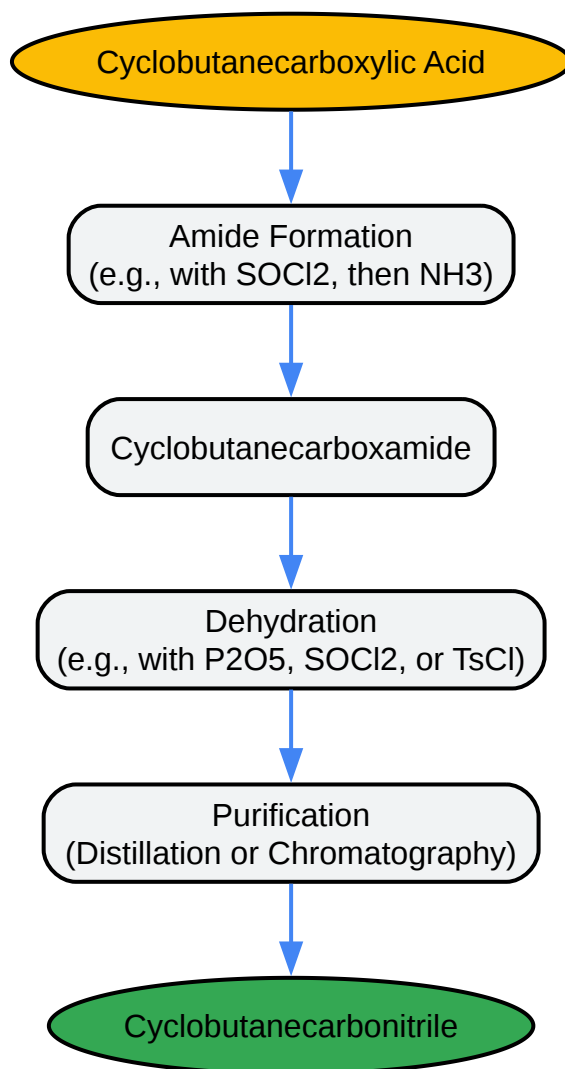 Cyclobutanecarboxylic Acid
Amide Formation
(e.g., with SOCl2, then NH3)
Cyclobutanecarboxamide
Dehydration
(e.g., with P2O5, SOCl2, or TsCl)
Purification
(Distillation or Chromatography)
Cyclobutanecarbonitrile